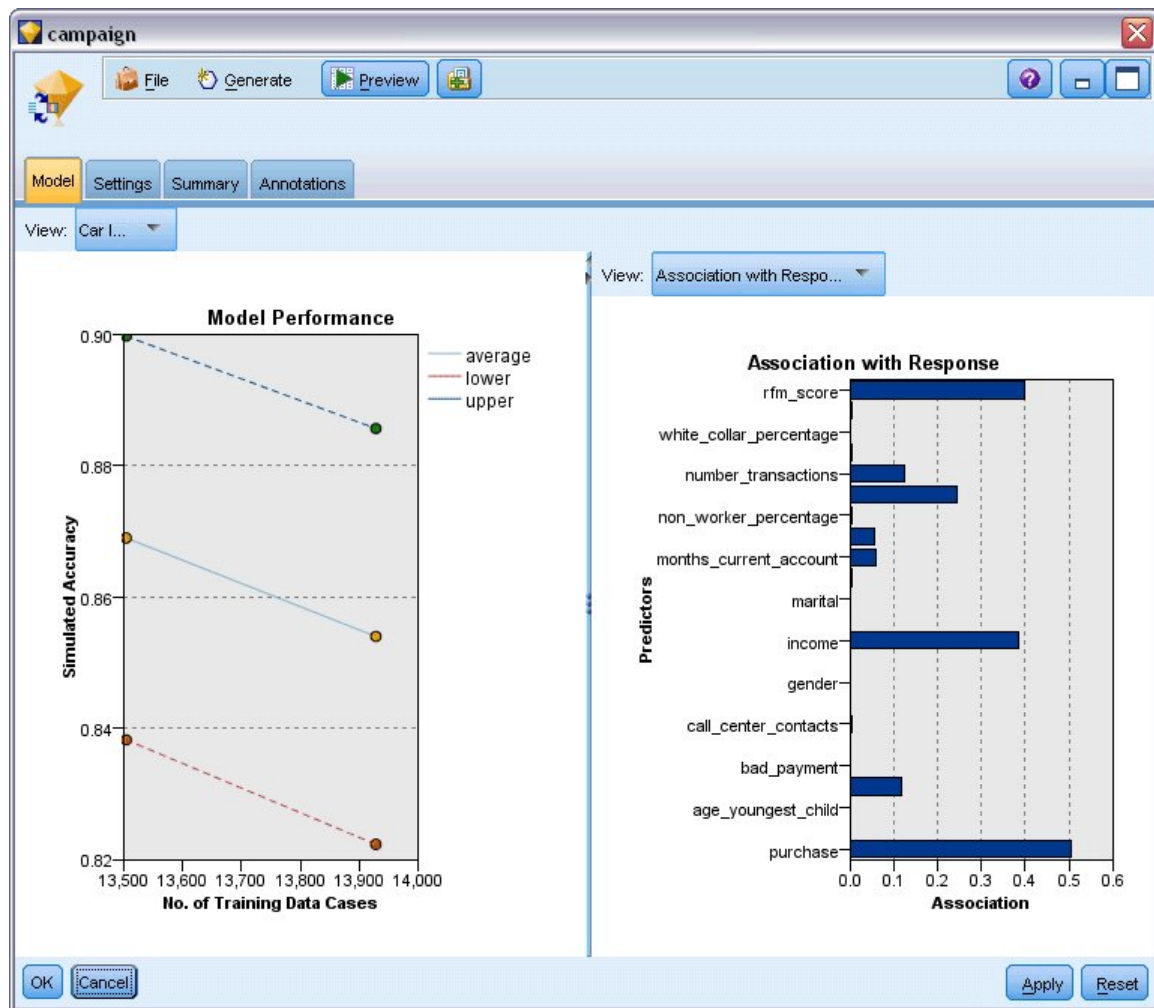 campaign
File Generate Preview
Model Settings Summary Annotations
View: Car l...
Model Performance
0.90
0.88
0.86
0.84
0.82
Simulated Accuracy
13,500 13,600 13,700 13,800 13,900 14,000
No. of Training Data Cases
average
lower
upper
View: Association with Respo...
Association with Response
rfm_score
white_collar_percentage
number_transactions
non_worker_percentage
months_current_account
marital
income
gender
call_center_contacts
bad_payment
age_youngest_child
purchase
Predictors
0.0 0.1 0.2 0.3 0.4 0.5 0.6
Association
OK Cancel Apply Reset